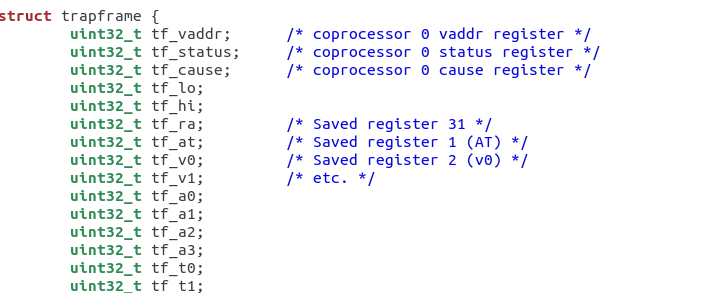 struct trapframe {
uint32_t tf_vaddr; /* coprocessor 0 vaddr register */
uint32_t tf_status; /* coprocessor 0 status register */
uint32_t tf_cause; /* coprocessor 0 cause register */
uint32_t tf_lo;
uint32_t tf_hi;
uint32_t tf_ra; /* Saved register 31 */
uint32_t tf_at; /* Saved register 1 (AT) */
uint32_t tf_v0; /* Saved register 2 (v0) */
uint32_t tf_v1; /* etc. */
uint32_t tf_a0;
uint32_t tf_a1;
uint32_t tf_a2;
uint32_t tf_a3;
uint32_t tf_t0;
uint32_t tf_t1;